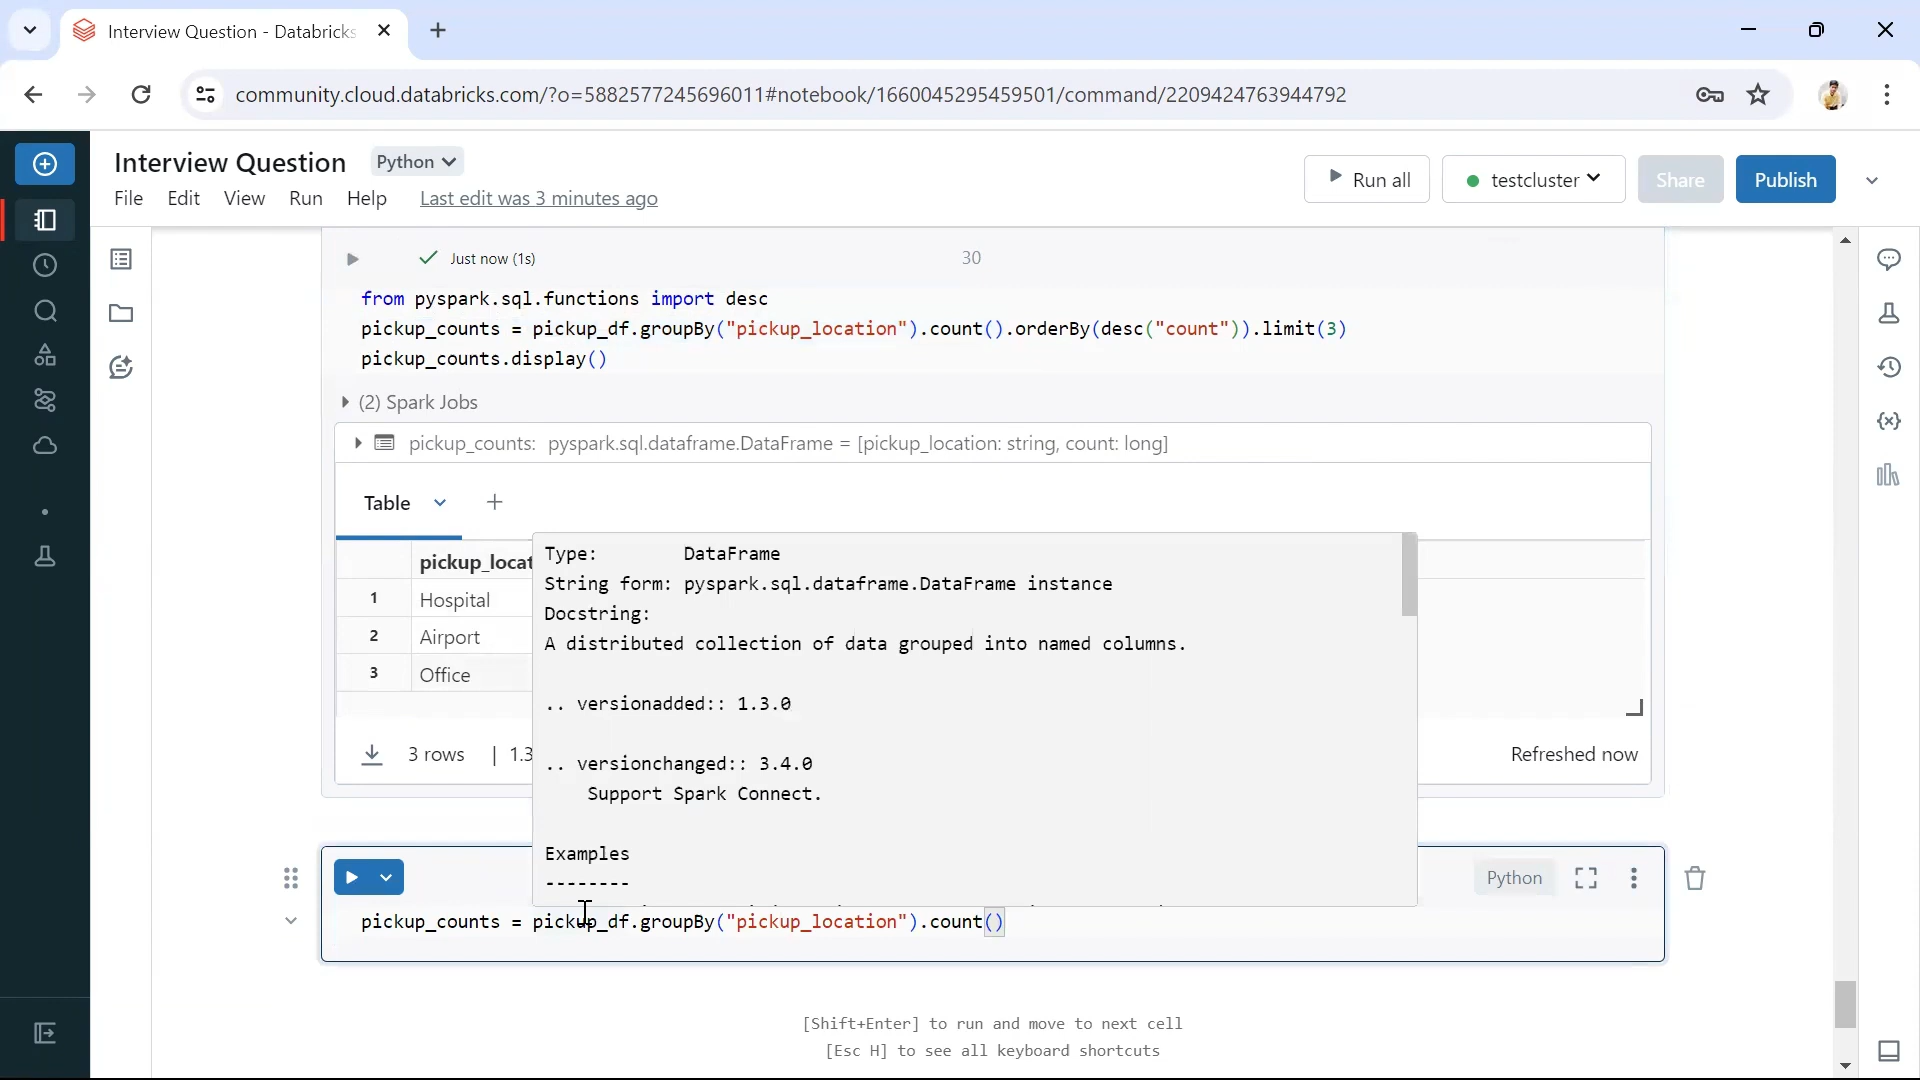 Interview Question - Databricks
community.cloud.databricks.com/?o=5882577245696011#notebook/1660045295459501/command/2209424763944792
Interview Question Python
File Edit View Run Help Last edit was 3 minutes ago
Run all testcluster Share Publish
Just now (1s) 30
from pyspark.sql.functions import desc
pickup_counts = pickup_df.groupBy("pickup_location").count().orderBy(desc("count")).limit(3)
pickup_counts.display()
(2) Spark Jobs
pickup_counts: pyspark.sql.dataframe.DataFrame = [pickup_location: string, count: long]
Table
pickup_locat
1 Hospital
2 Airport
3 Office
3 rows | 1.3
Refreshed now
Type: DataFrame
String form: pyspark.sql.dataframe.DataFrame instance
Docstring:
A distributed collection of data grouped into named columns.
.. versionadded:: 1.3.0
.. versionchanged:: 3.4.0
Support Spark Connect.
Examples
--------
Python
pickup_counts = pickup_df.groupBy("pickup_location").count()
[Shift+Enter] to run and move to next cell
[Esc H] to see all keyboard shortcuts